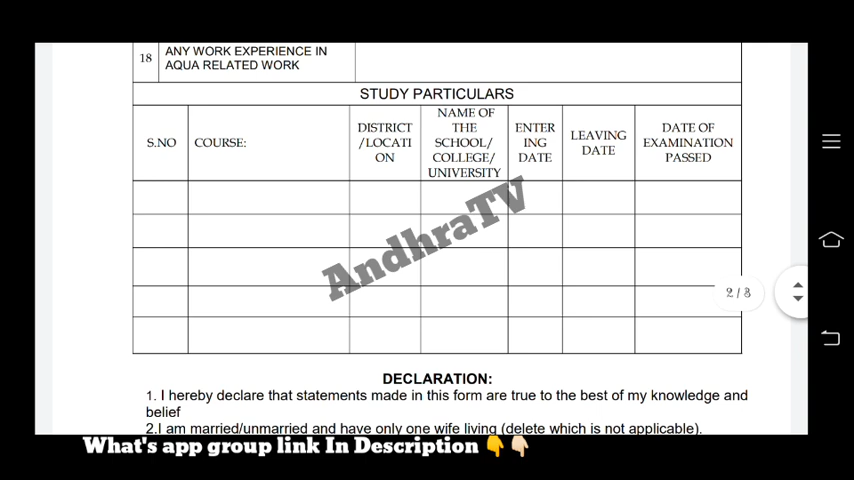 18 ANY WORK EXPERIENCE IN
AQUA RELATED WORK
STUDY PARTICULARS
S.NO
COURSE:
DISTRICT
/LOCATI
ON
NAME OF
THE
SCHOOL/
COLLEGE/
UNIVERSITY
ENTER
ING
DATE
LEAVING
DATE
DATE OF
EXAMINATION
PASSED
AndhraTV
2/3
DECLARATION:
1. I hereby declare that statements made in this form are true to the best of my knowledge and
belief
2.I am married/unmarried and have only one wife living (delete which is not applicable).
What's app group link In Description 👇👇🏻